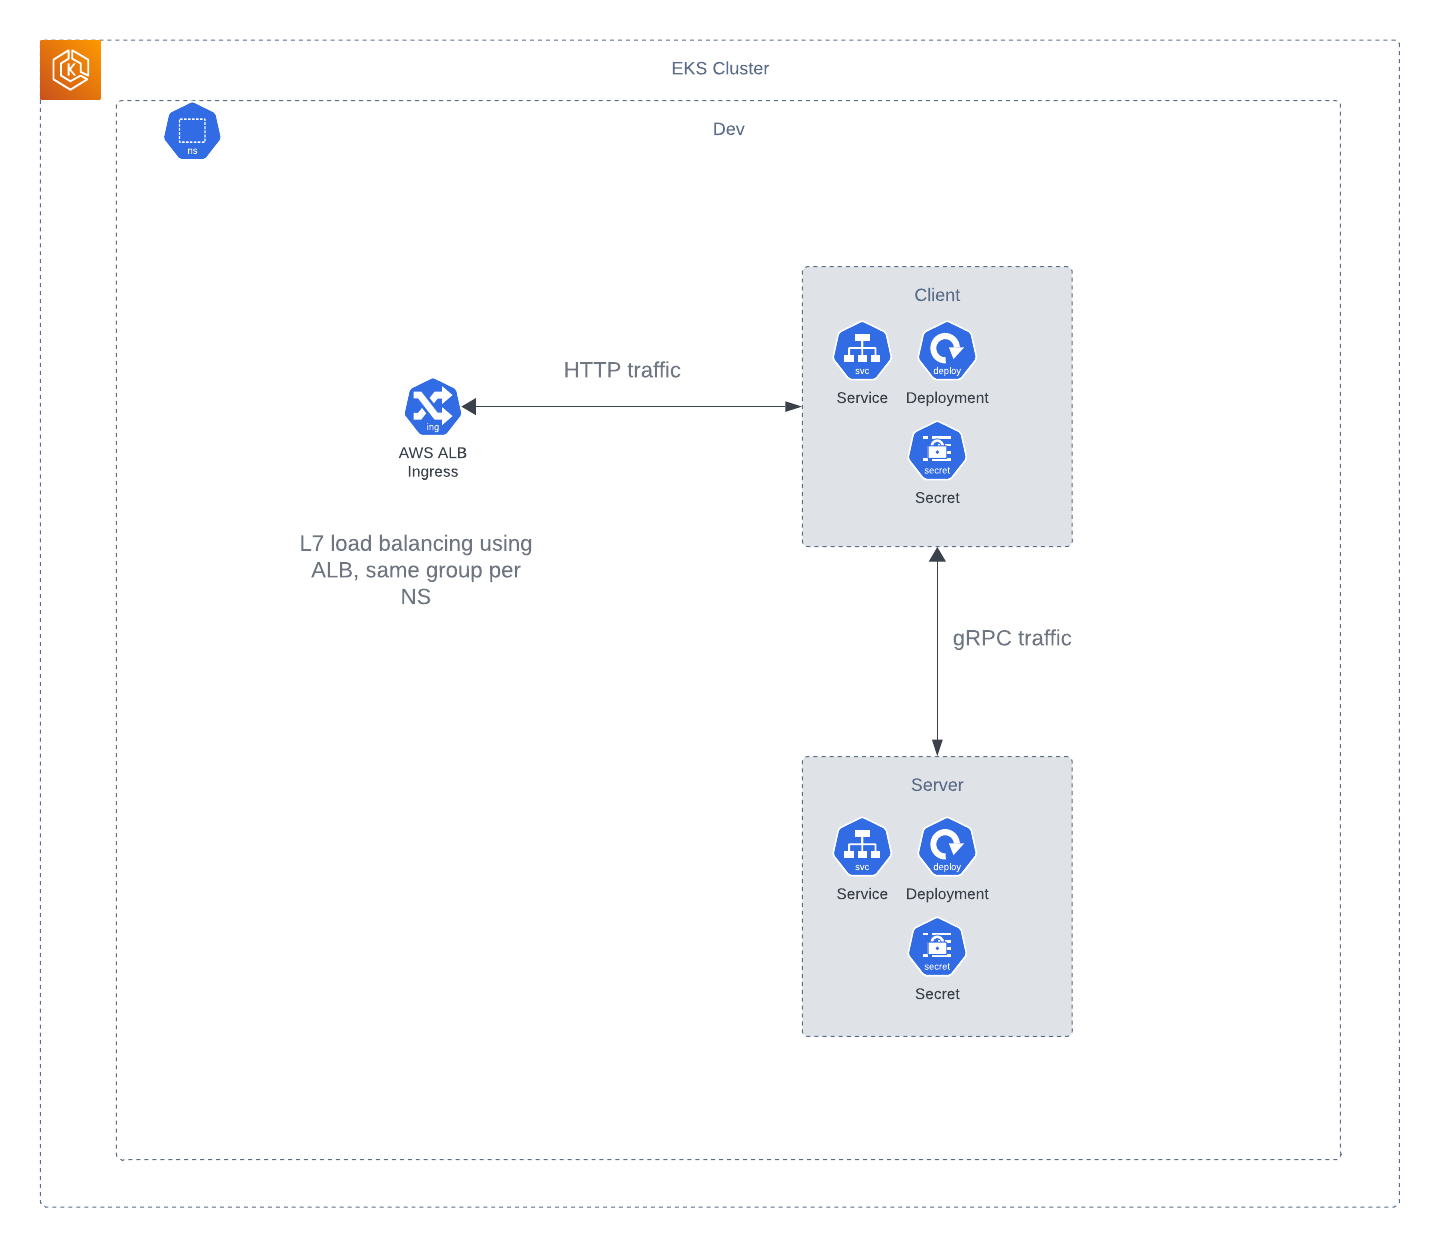 EKS Cluster
ns
Dev
Client
svc
deploy
Service
Deployment
secret
Secret
HTTP traffic
ing
AWS ALB
Ingress
L7 load balancing using
ALB, same group per
NS
gRPC traffic
Server
svc
deploy
Service
Deployment
secret
Secret